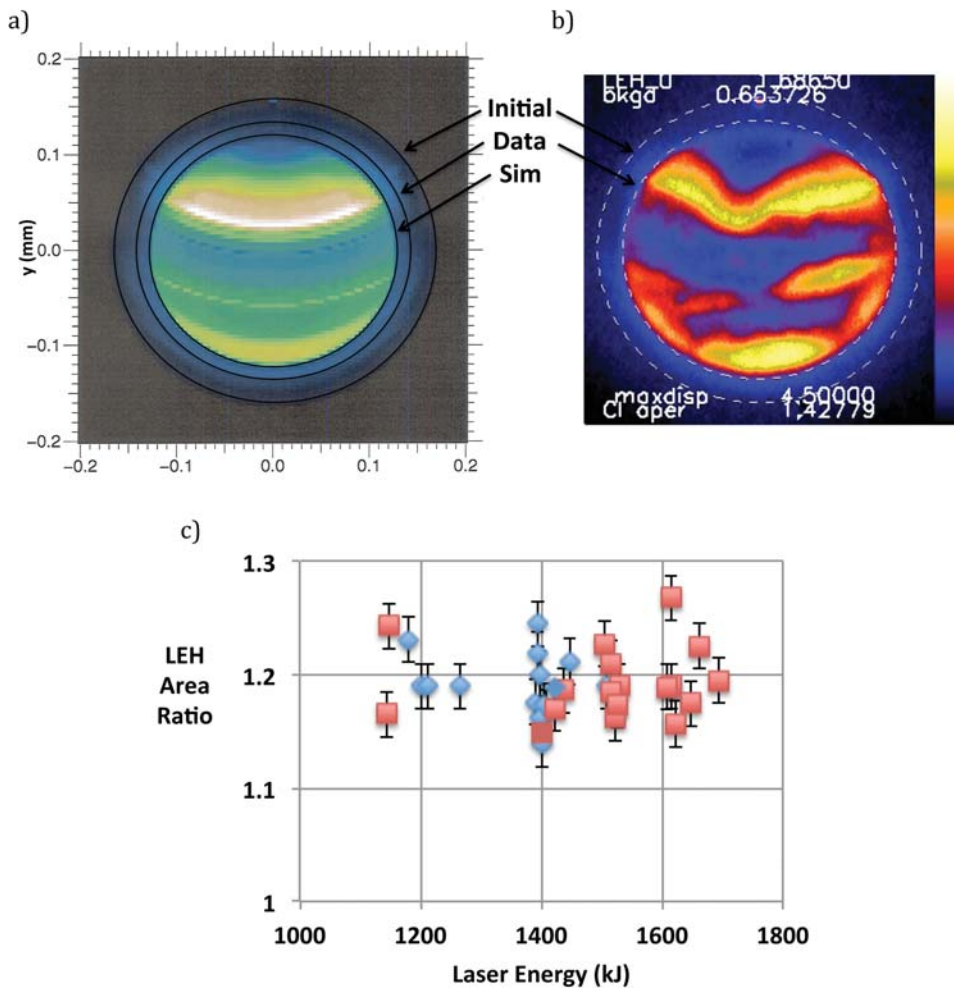 a)
b)
0.2
0.1
0.0
−0.1
−0.2
y (mm)
−0.2
−0.1
0.0
0.1
0.2
Initial
Data
Sim
LEH_0 1.68650
bkgd 0.653726
maxdisp 4.50000
Cl aper 1.42779
c)
1.3
1.2
1.1
1
LEH
Area
Ratio
1000
1200
1400
1600
1800
Laser Energy (kJ)